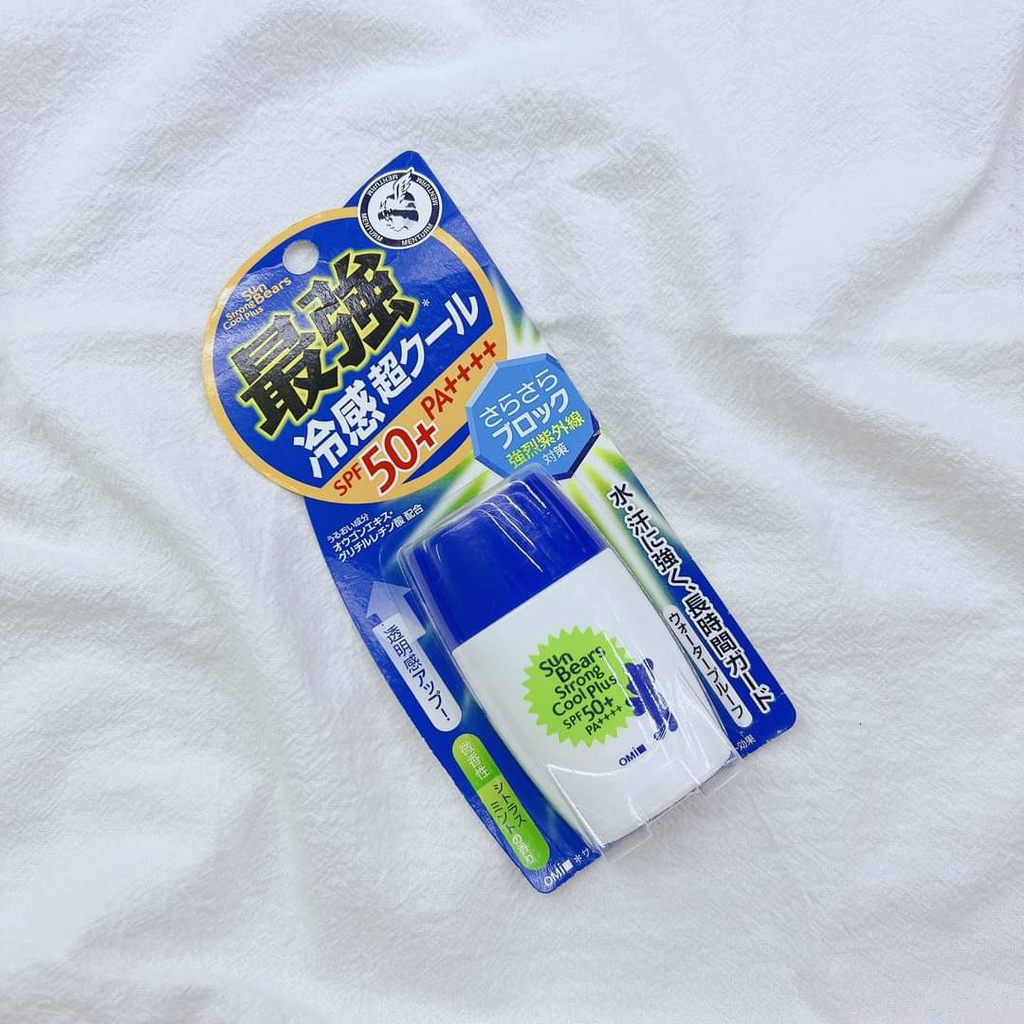 MENTURM
MENTURM
MENTURM
MENTURM
Sun
Bears
Strong
Cool Plus
最強*
冷感超クール
SPF50+ PA++++
さらさら
ブロック
強烈紫外線
対策
うるおい成分
オウゴンエキス・
グリチルレチン酸 配合
水・汗に強く、長時間ガード
ウォータープルーフ
透明感アップ!
微香性
シトラス
ミントの香り
Sun
Bears
Strong
Cool Plus
SPF50+
PA++++
OMI
OMI
効果